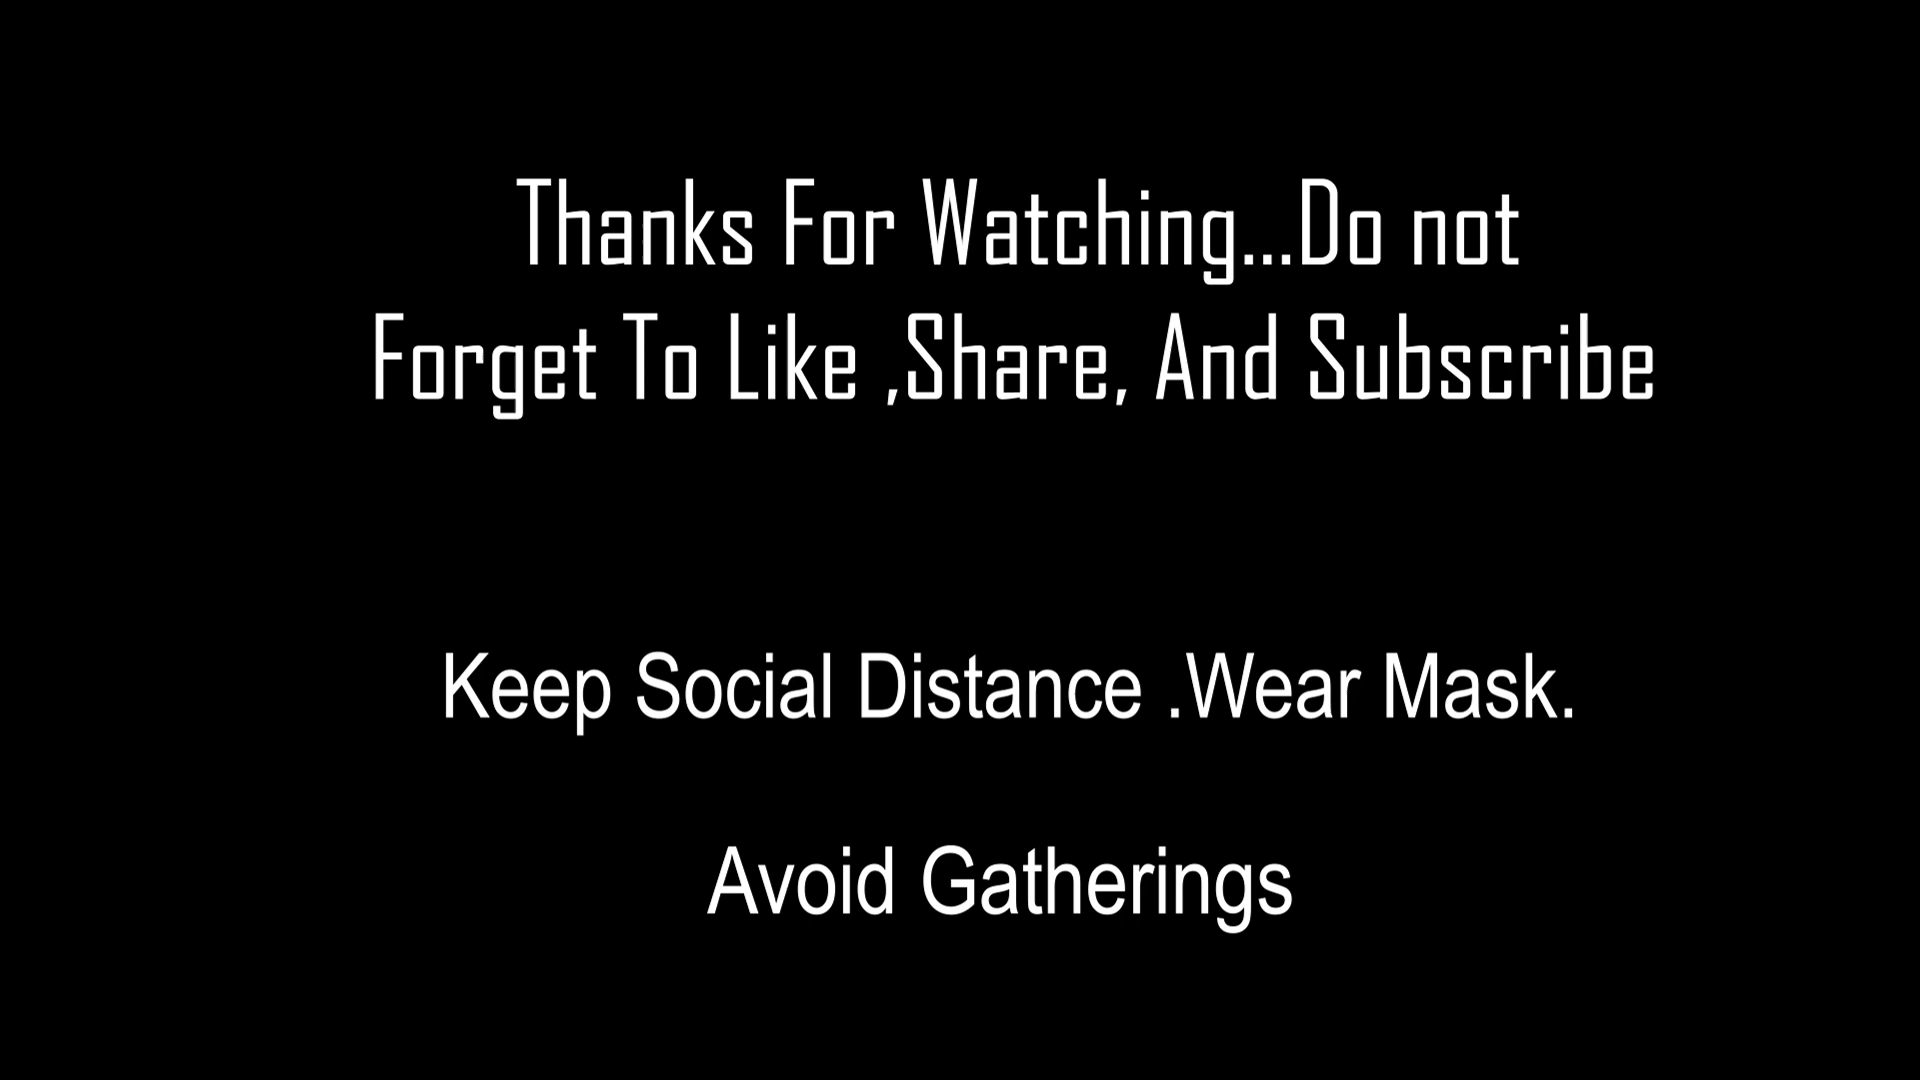 Thanks For Watching...Do not
Forget To Like ,Share, And Subscribe
Keep Social Distance .Wear Mask.
Avoid Gatherings